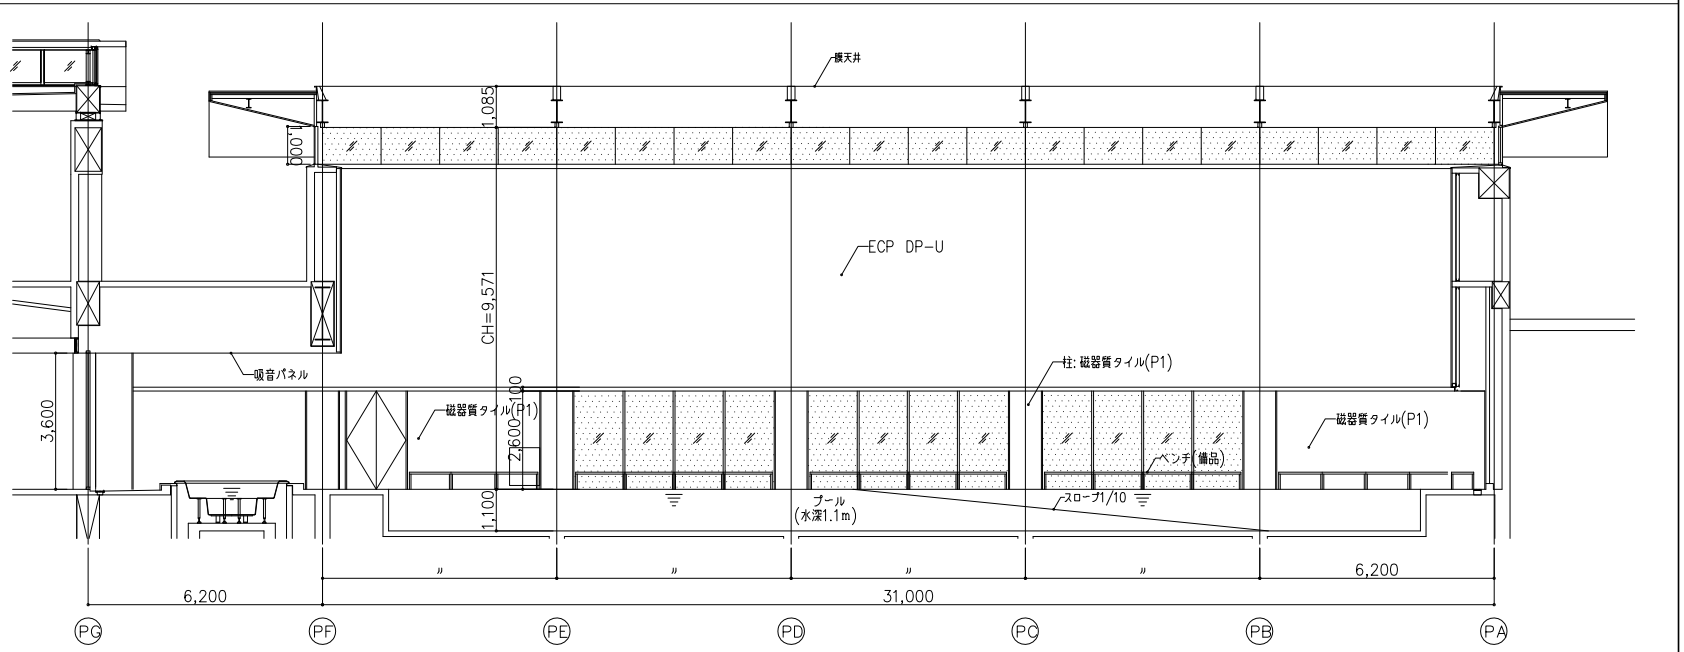 膜天井
1,085
1,000
ECP DP-U
CH=9,571
吸音パネル
柱: 磁器質タイル(P1)
100
磁器質タイル(P1)
磁器質タイル(P1)
3,600
2,600
ベンチ(備品)
1,100
プール
(水深1.1m)
スロープ1/10
〃
〃
〃
〃
6,200
6,200
31,000
PG
PF
PE
PD
PC
PB
PA